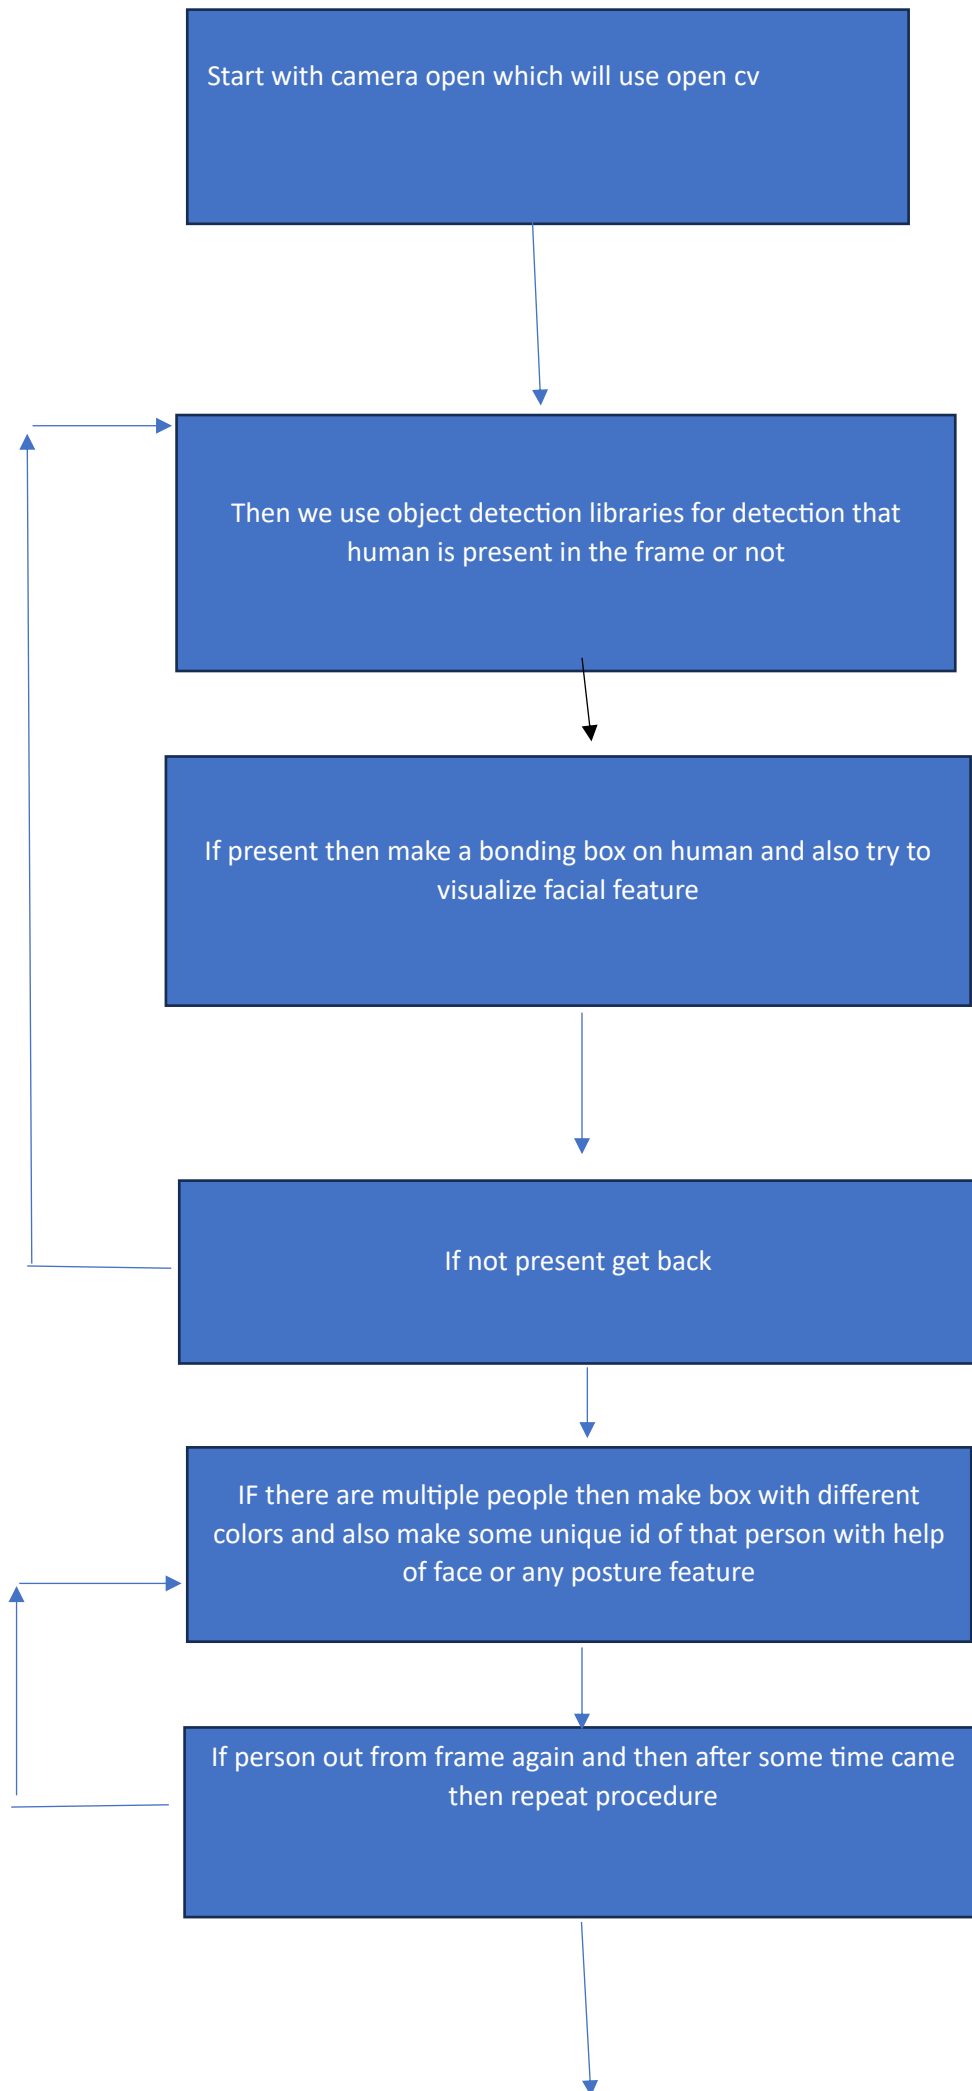 Start with camera open which will use open cv
Then we use object detection libraries for detection that
human is present in the frame or not
If present then make a bonding box on human and also try to
visualize facial feature
If not present get back
IF there are multiple people then make box with different
colors and also make some unique id of that person with help
of face or any posture feature
If person out from frame again and then after some time came
then repeat procedure